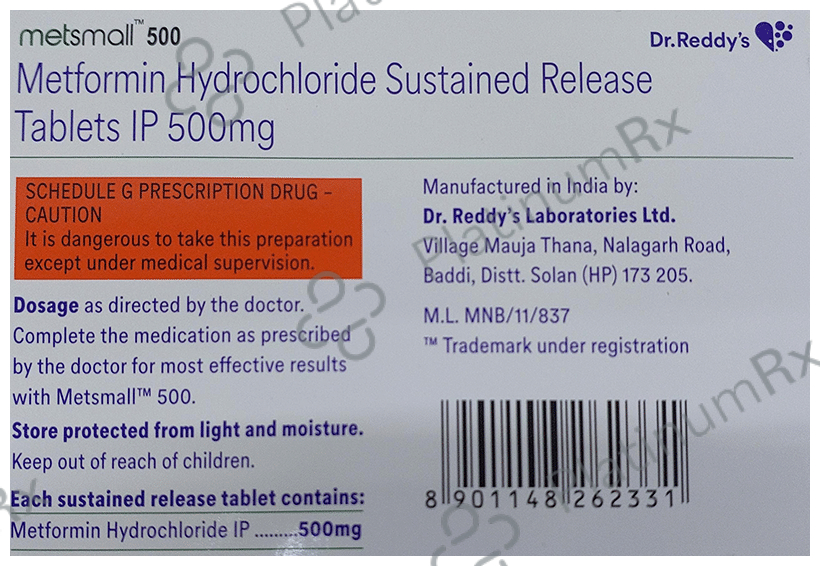 metsmall™ 500
Dr.Reddy's
Metformin Hydrochloride Sustained Release
Tablets IP 500mg
SCHEDULE G PRESCRIPTION DRUG –
CAUTION
It is dangerous to take this preparation
except under medical supervision.
Dosage as directed by the doctor.
Complete the medication as prescribed
by the doctor for most effective results
with Metsmall™ 500.
Store protected from light and moisture.
Keep out of reach of children.
Each sustained release tablet contains:
Metformin Hydrochloride IP .........500mg
Manufactured in India by:
Dr. Reddy's Laboratories Ltd.
Village Mauja Thana, Nalagarh Road,
Baddi, Distt. Solan (HP) 173 205.
M.L. MNB/11/837
™ Trademark under registration
8 901148 262331
PlatinumRx
PlatinumRx
PlatinumRx
Rx